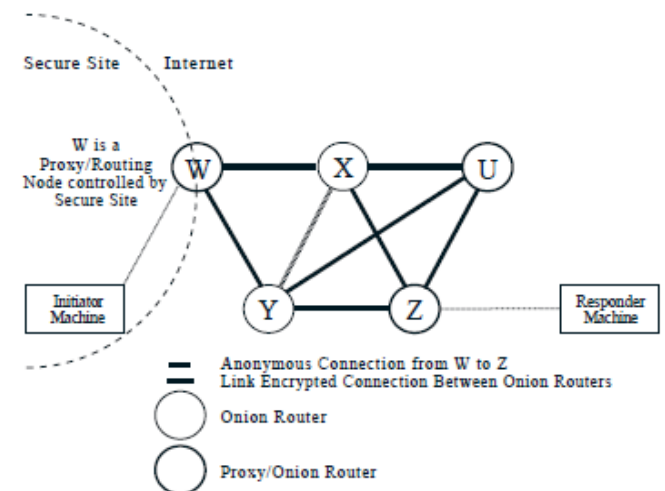 Secure Site
Internet
W is a
Proxy/Routing
Node controlled by
Secure Site
W
X
U
Initiator
Machine
Y
Z
Responder
Machine
Anonymous Connection from W to Z
Link Encrypted Connection Between Onion Routers
Onion Router
Proxy/Onion Router